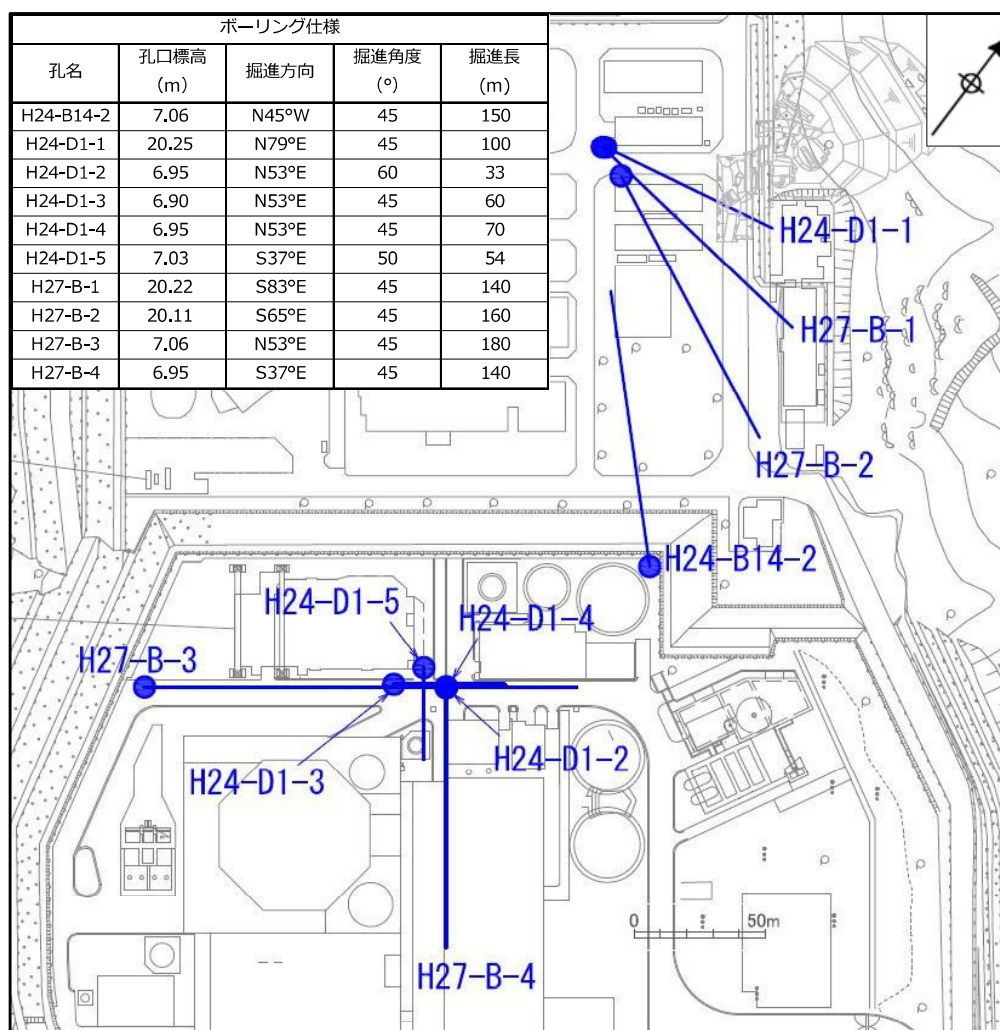 ボーリング仕様
孔名 孔口標高（m） 掘進方向 掘進角度（°） 掘進長（m）
H24-B14-2 7.06 N45°W 45 150
H24-D1-1 20.25 N79°E 45 100
H24-D1-2 6.95 N53°E 60 33
H24-D1-3 6.90 N53°E 45 60
H24-D1-4 6.95 N53°E 45 70
H24-D1-5 7.03 S37°E 50 54
H27-B-1 20.22 S83°E 45 140
H27-B-2 20.11 S65°E 45 160
H27-B-3 7.06 N53°E 45 180
H27-B-4 6.95 S37°E 45 140
H24-D1-1
H27-B-1
H27-B-2
H24-B14-2
H24-D1-5
H24-D1-4
H27-B-3
H24-D1-3
H24-D1-2
0 50m
H27-B-4